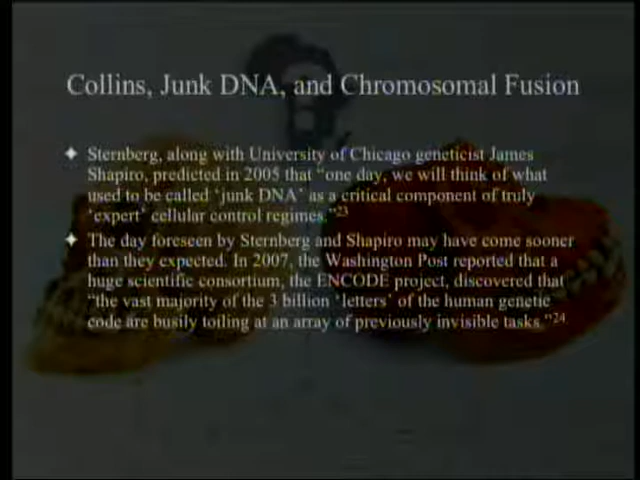 Collins, Junk DNA, and Chromosomal Fusion
✦ Sternberg, along with University of Chicago geneticist James
Shapiro, predicted in 2005 that “one day, we will think of what
used to be called ‘junk DNA’ as a critical component of truly
‘expert’ cellular control regimes.”23
✦ The day foreseen by Sternberg and Shapiro may have come sooner
than they expected. In 2007, the Washington Post reported that a
huge scientific consortium, the ENCODE project, discovered that
“the vast majority of the 3 billion ‘letters’ of the human genetic
code are busily toiling at an array of previously invisible tasks.”24